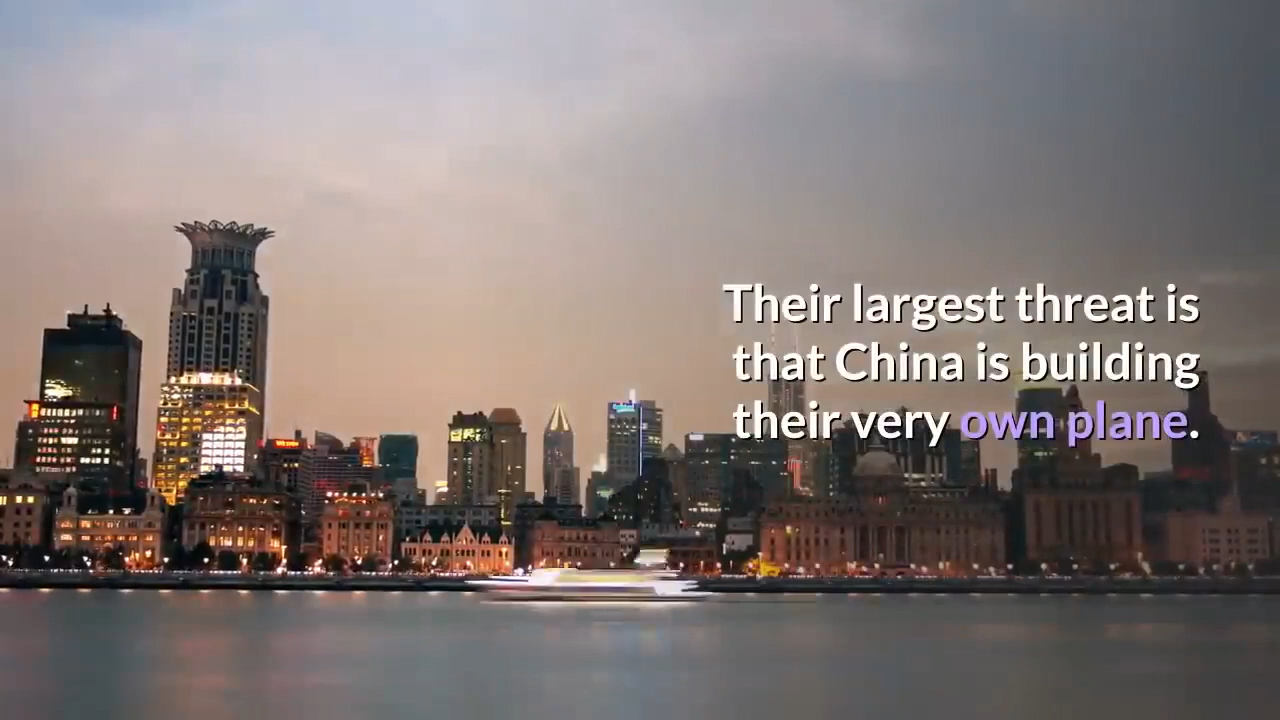 Their largest threat is
that China is building
their very own plane.